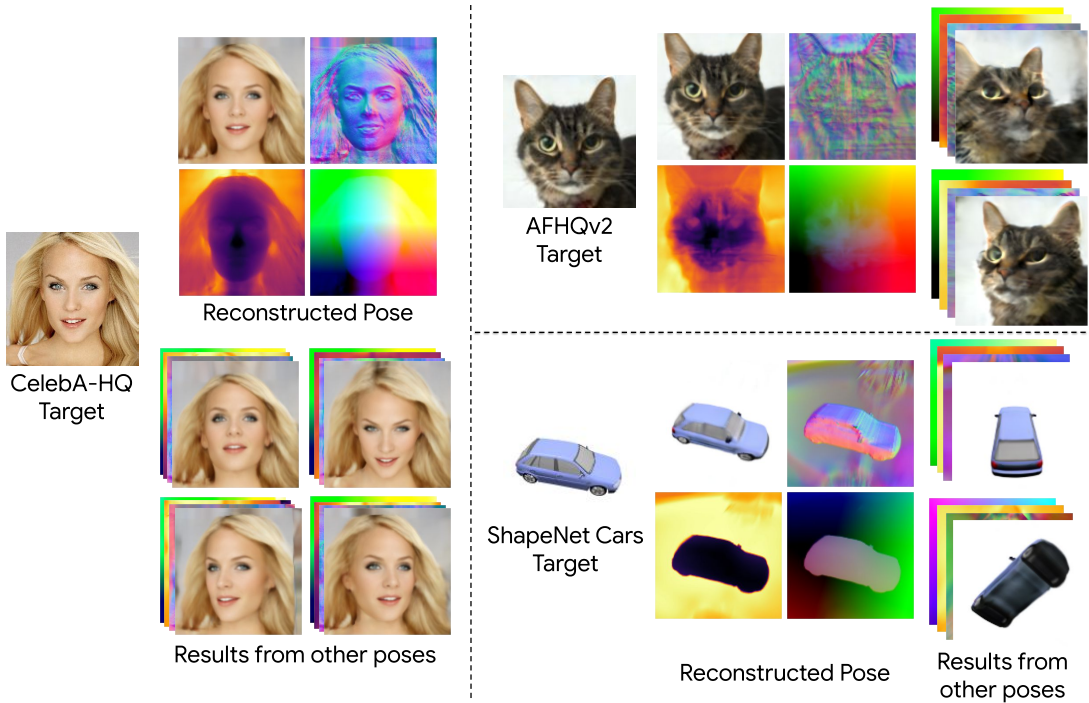 Reconstructed Pose
CelebA-HQ
Target
Results from other poses
AFHQv2
Target
ShapeNet Cars
Target
Reconstructed Pose
Results from
other poses